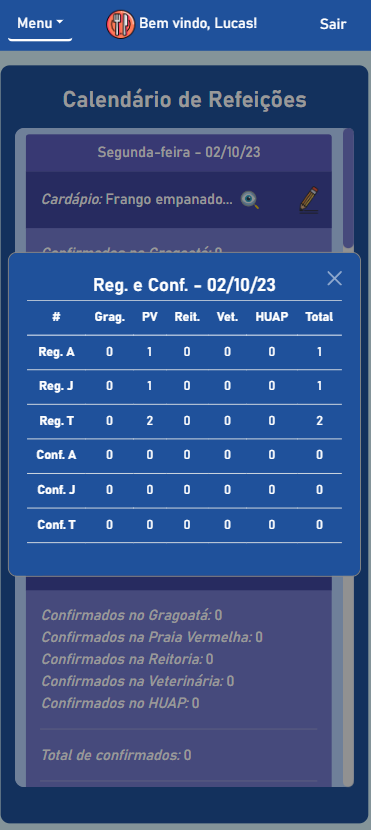 Menu
Bem vindo, Lucas!
Sair
Calendário de Refeições
Segunda-feira - 02/10/23
Cardápio: Frango empanado...
Confirmados no Gragoatá: 0
Reg. e Conf. - 02/10/23
# Grag. PV Reit. Vet. HUAP Total
Reg. A 0 1 0 0 0 1
Reg. J 0 1 0 0 0 1
Reg. T 0 2 0 0 0 2
Conf. A 0 0 0 0 0 0
Conf. J 0 0 0 0 0 0
Conf. T 0 0 0 0 0 0
Confirmados no Gragoatá: 0
Confirmados na Praia Vermelha: 0
Confirmados na Reitoria: 0
Confirmados na Veterinária: 0
Confirmados no HUAP: 0
Total de confirmados: 0